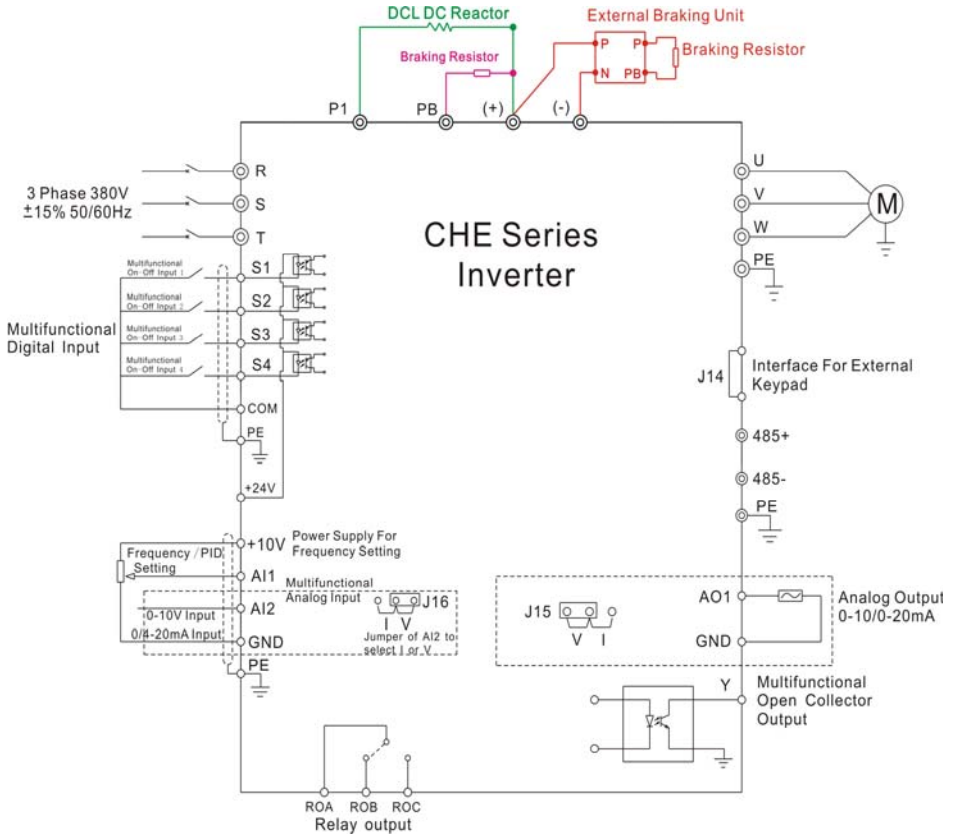 DCL DC Reactor
External Braking Unit
Braking Resistor
P P
N PB
Braking Resistor
P1 PB (+) (-)
R
S
T
3 Phase 380V
±15% 50/60Hz
CHE Series
Inverter
U
V
W
M
PE
Multifunctional
On-Off Input 1
S1
Multifunctional
On-Off Input 2
S2
Multifunctional
On-Off Input 3
S3
Multifunctional
On-Off Input 4
S4
Multifunctional
Digital Input
COM
PE
+24V
J14
Interface For External
Keypad
485+
485-
PE
+10V
Power Supply For
Frequency Setting
Frequency / PID
Setting
AI1
Multifunctional
Analog Input
AI2
0-10V Input
0/4-20mA Input
GND
J16
I V
Jumper of AI2 to
select I or V
PE
J15
V I
AO1
GND
Analog Output
0-10/0-20mA
Y
Multifunctional
Open Collector
Output
ROA ROB ROC
Relay output